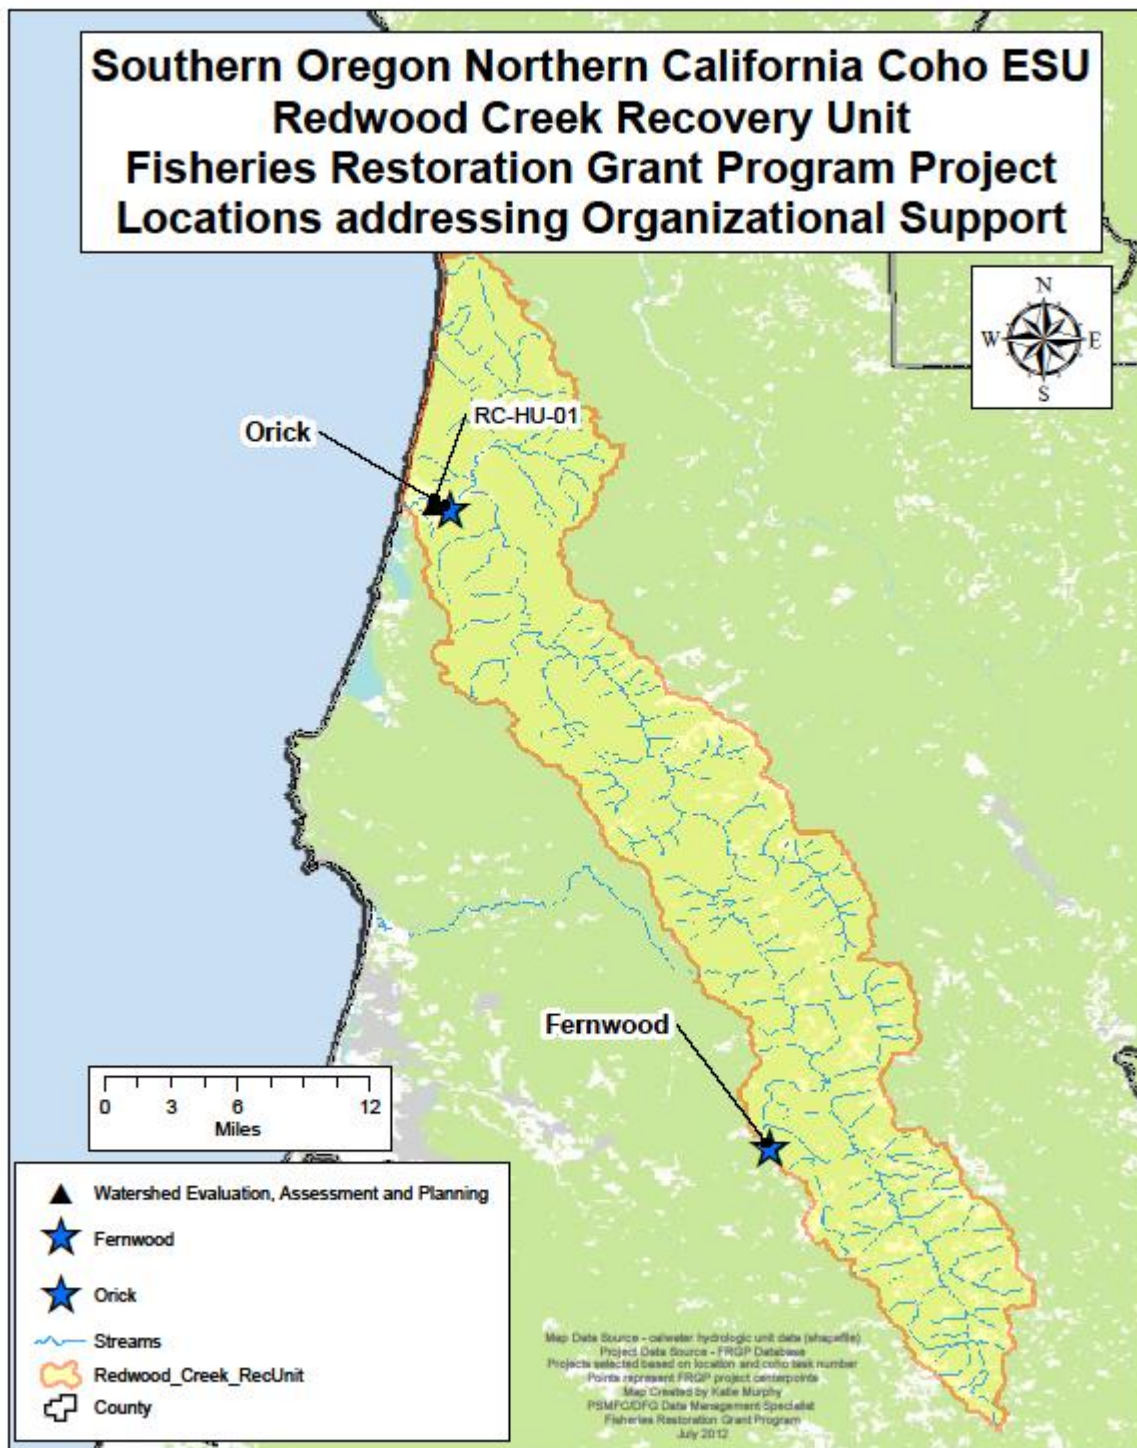 Southern Oregon Northern California Coho ESU
Redwood Creek Recovery Unit
Fisheries Restoration Grant Program Project
Locations addressing Organizational Support
N
W E
S
RC-HU-01
Orick
Fernwood
0 3 6 12
Miles
Watershed Evaluation, Assessment and Planning
Fernwood
Orick
Streams
Redwood_Creek_RecUnit
County
Map Data Source - calwater hydrologic unit data (shapefile)
Project Data Source - FRGP Database
Projects selected based on location and coho task number
Points represent FRGP project centerpoints
Map Created by Katie Murphy
PSMFC/DFG Data Management Specialist
Fisheries Restoration Grant Program
July 2012